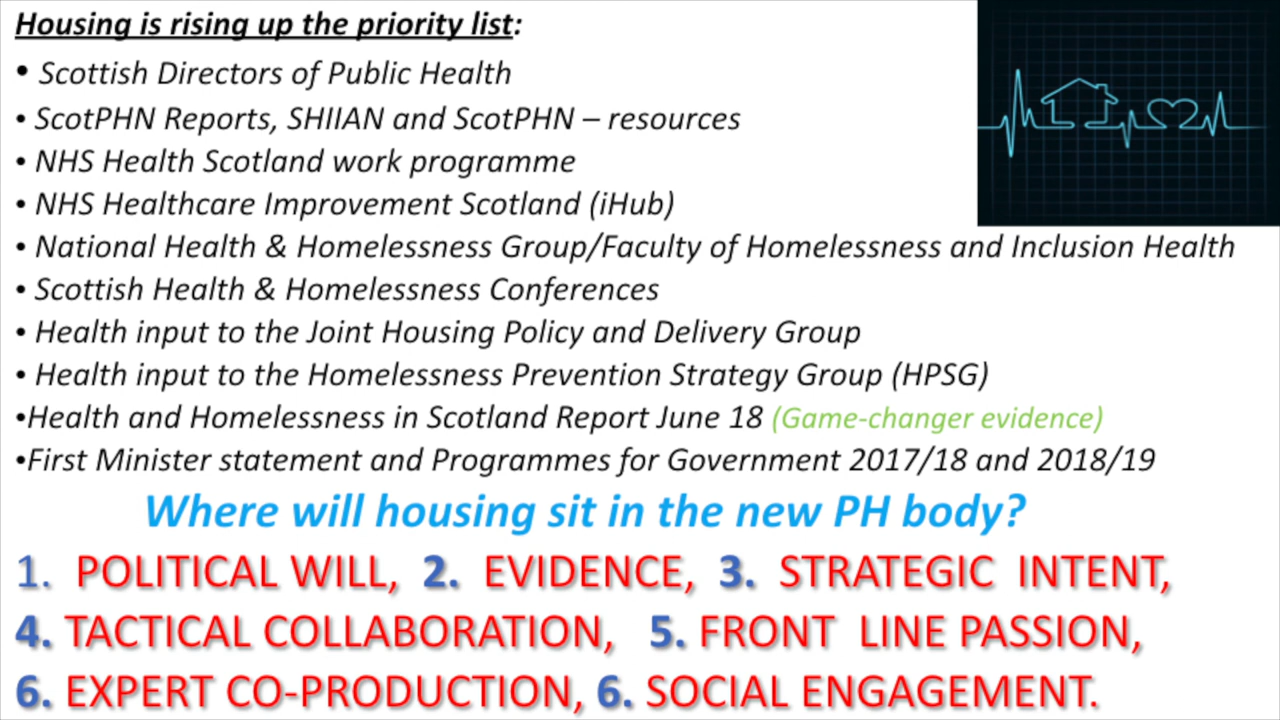 Housing is rising up the priority list:
• Scottish Directors of Public Health
• ScotPHN Reports, SHIIAN and ScotPHN – resources
• NHS Health Scotland work programme
• NHS Healthcare Improvement Scotland (iHub)
• National Health & Homelessness Group/Faculty of Homelessness and Inclusion Health
• Scottish Health & Homelessness Conferences
• Health input to the Joint Housing Policy and Delivery Group
• Health input to the Homelessness Prevention Strategy Group (HPSG)
•Health and Homelessness in Scotland Report June 18 (Game-changer evidence)
•First Minister statement and Programmes for Government 2017/18 and 2018/19
Where will housing sit in the new PH body?
1. POLITICAL WILL, 2. EVIDENCE, 3. STRATEGIC INTENT,
4. TACTICAL COLLABORATION, 5. FRONT LINE PASSION,
6. EXPERT CO-PRODUCTION, 6. SOCIAL ENGAGEMENT.